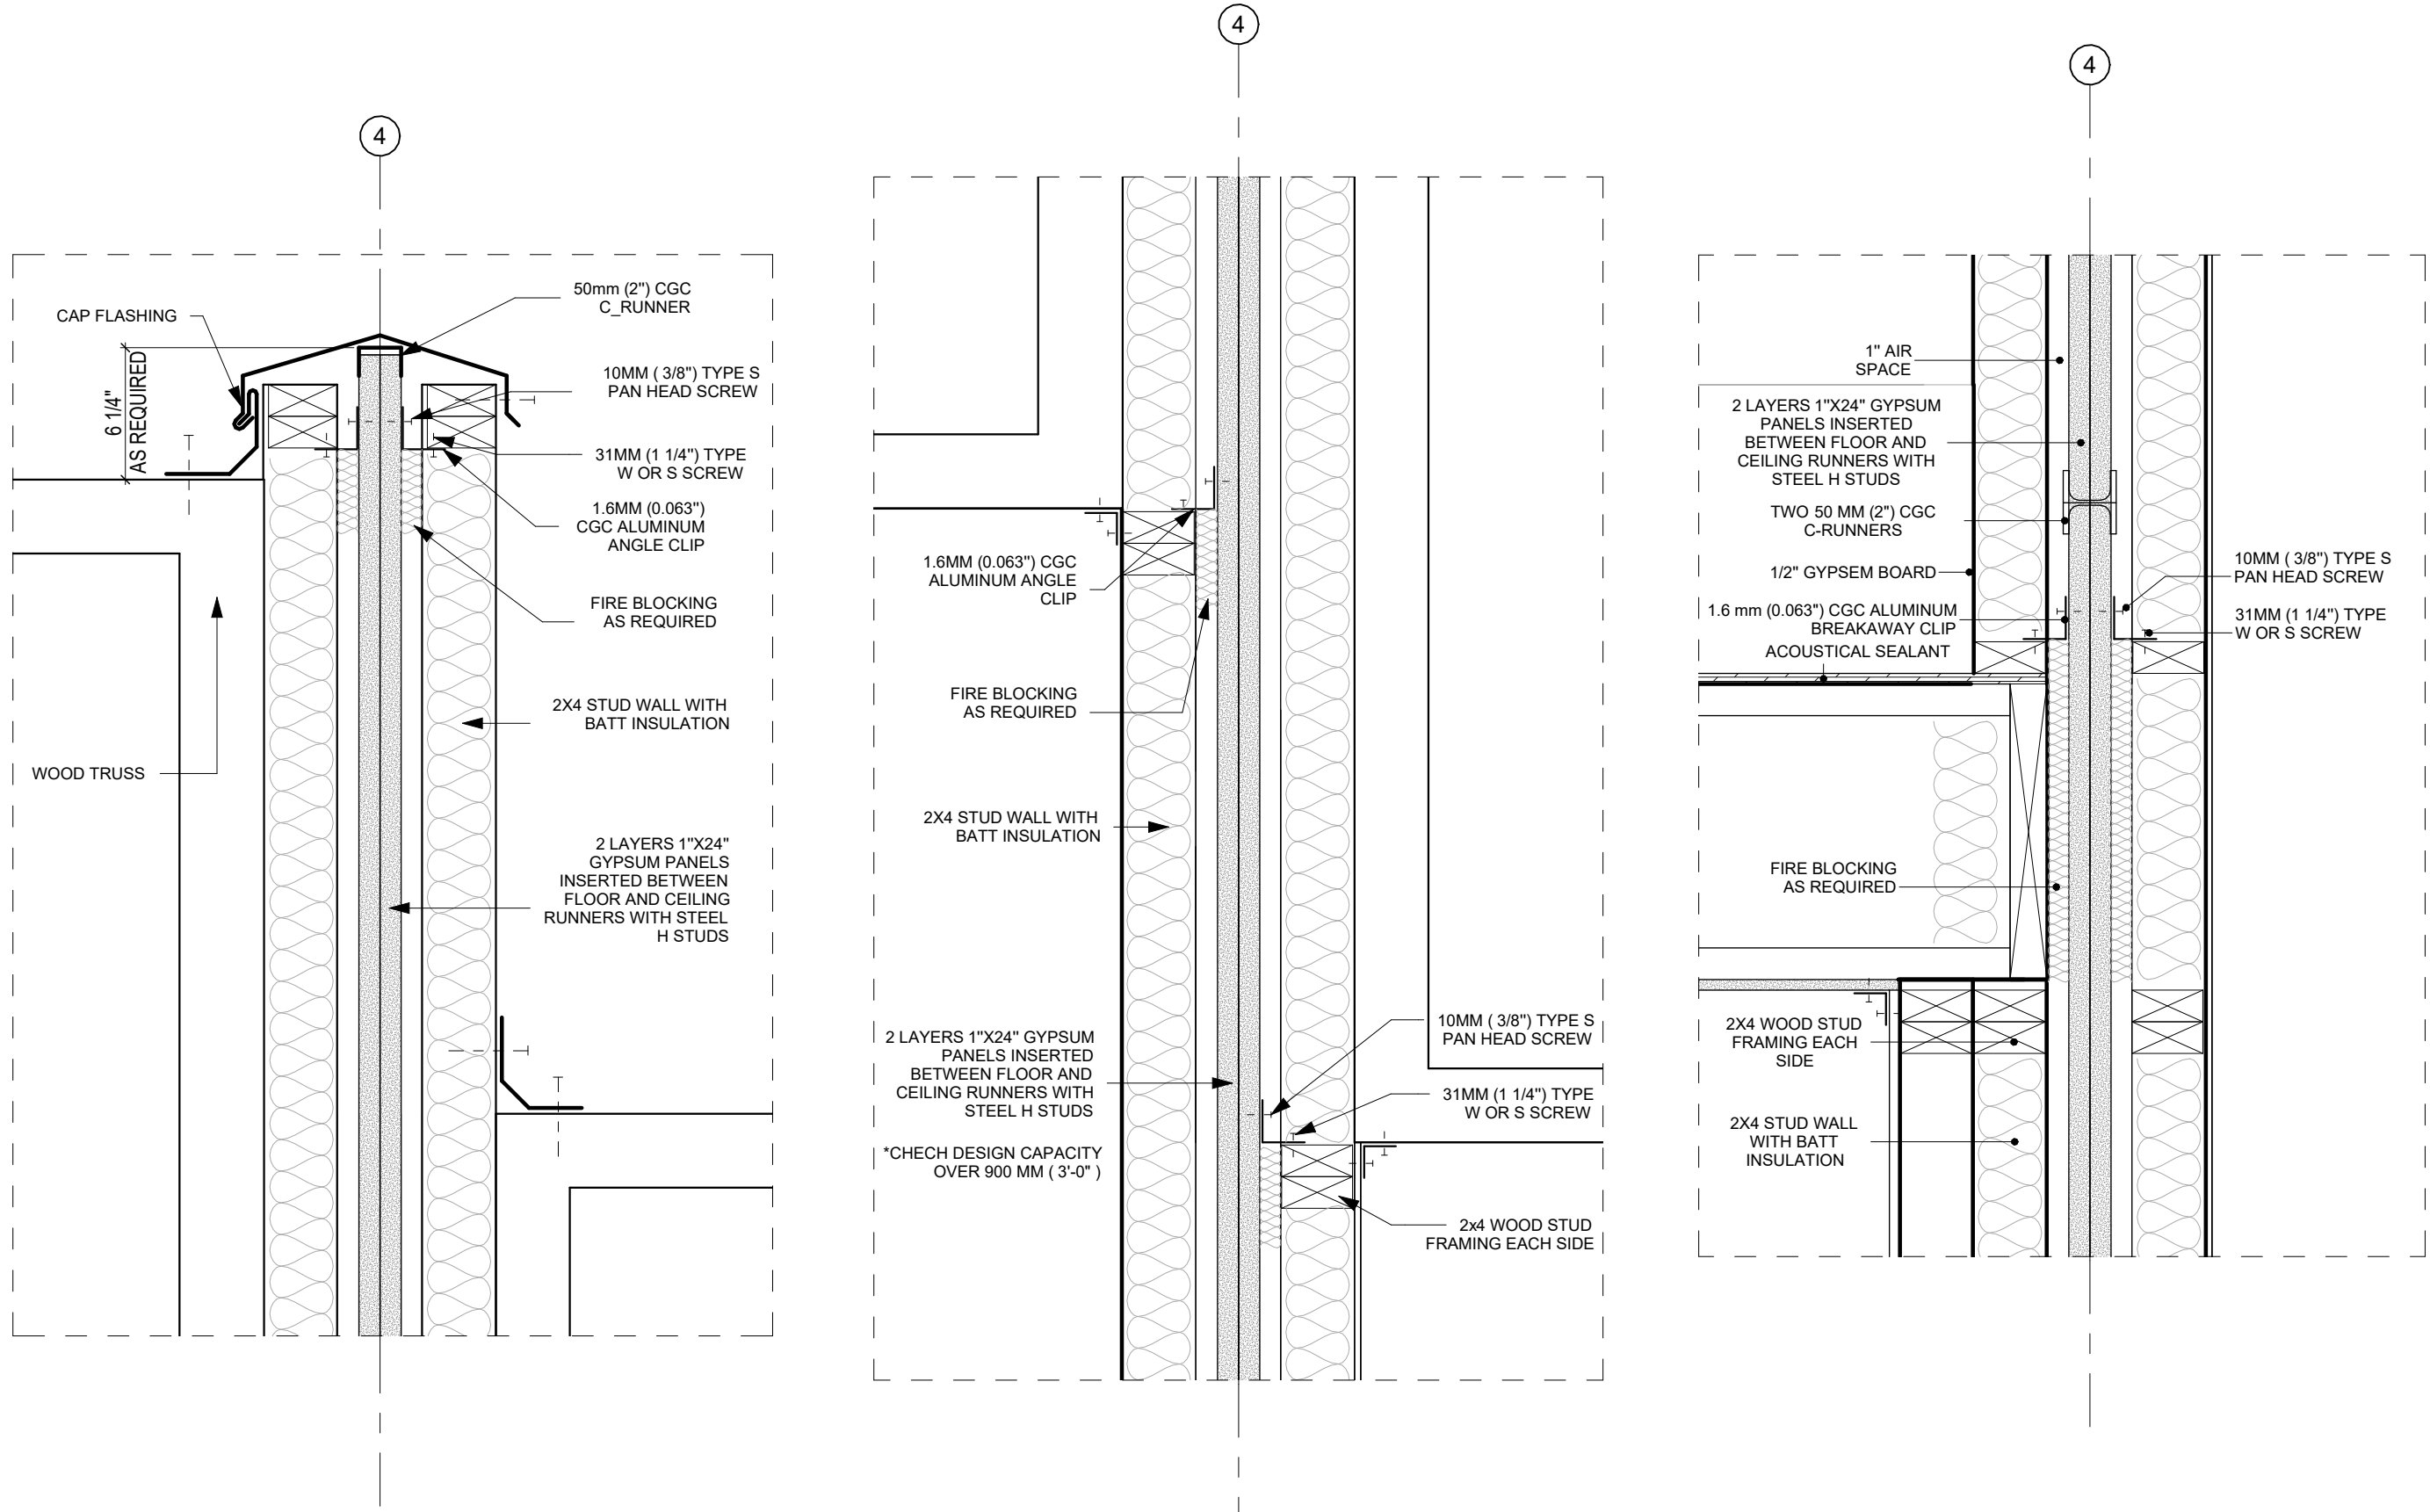 4
CAP FLASHING
6 1/4"
AS REQUIRED
50mm (2") CGC
C_RUNNER
10MM ( 3/8") TYPE S
PAN HEAD SCREW
31MM (1 1/4") TYPE
W OR S SCREW
1.6MM (0.063")
CGC ALUMINUM
ANGLE CLIP
FIRE BLOCKING
AS REQUIRED
2X4 STUD WALL WITH
BATT INSULATION
WOOD TRUSS
2 LAYERS 1"X24"
GYPSUM PANELS
INSERTED BETWEEN
FLOOR AND CEILING
RUNNERS WITH STEEL
H STUDS
4
1.6MM (0.063") CGC
ALUMINUM ANGLE
CLIP
FIRE BLOCKING
AS REQUIRED
2X4 STUD WALL WITH
BATT INSULATION
2 LAYERS 1"X24" GYPSUM
PANELS INSERTED
BETWEEN FLOOR AND
CEILING RUNNERS WITH
STEEL H STUDS
*CHECH DESIGN CAPACITY
OVER 900 MM ( 3'-0" )
10MM ( 3/8") TYPE S
PAN HEAD SCREW
31MM (1 1/4") TYPE
W OR S SCREW
2x4 WOOD STUD
FRAMING EACH SIDE
4
1" AIR
SPACE
2 LAYERS 1"X24" GYPSUM
PANELS INSERTED
BETWEEN FLOOR AND
CEILING RUNNERS WITH
STEEL H STUDS
TWO 50 MM (2") CGC
C-RUNNERS
1/2" GYPSEM BOARD
1.6 mm (0.063") CGC ALUMINUM
BREAKAWAY CLIP
ACOUSTICAL SEALANT
10MM ( 3/8") TYPE S
PAN HEAD SCREW
31MM (1 1/4") TYPE
W OR S SCREW
FIRE BLOCKING
AS REQUIRED
2X4 WOOD STUD
FRAMING EACH
SIDE
2X4 STUD WALL
WITH BATT
INSULATION